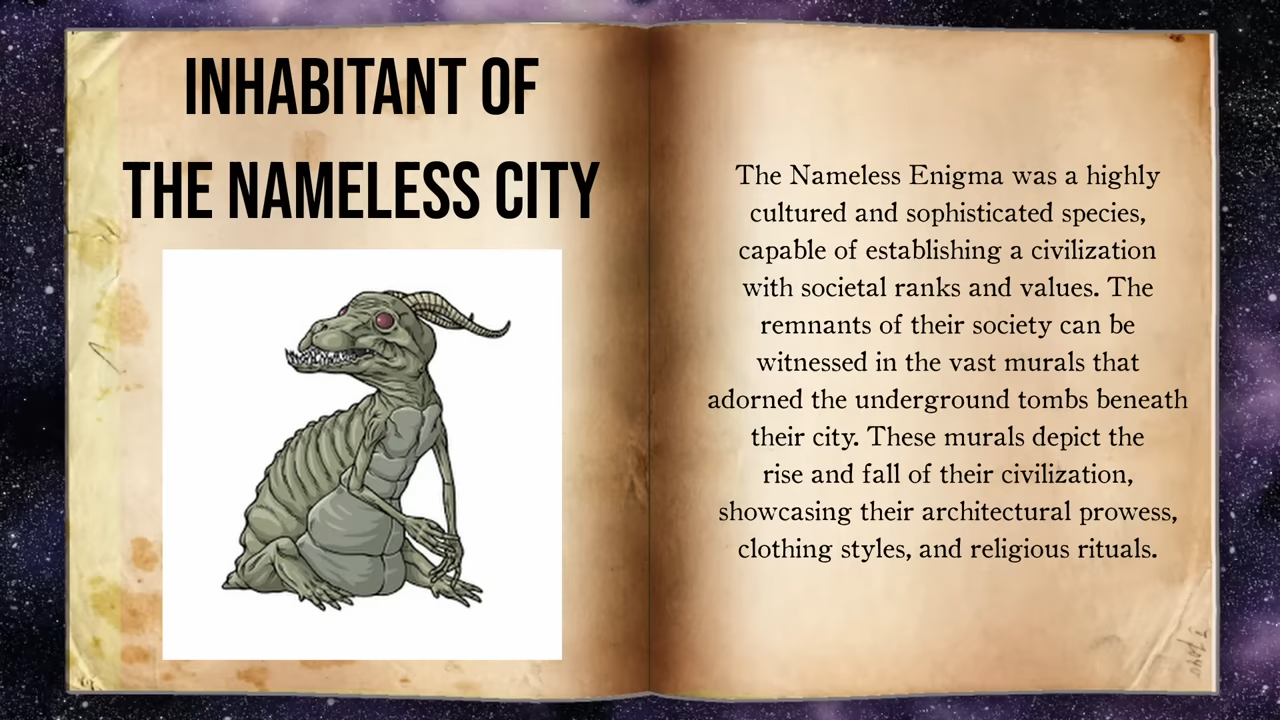 INHABITANT OF
THE NAMELESS CITY
The Nameless Enigma was a highly
cultured and sophisticated species,
capable of establishing a civilization
with societal ranks and values. The
remnants of their society can be
witnessed in the vast murals that
adorned the underground tombs beneath
their city. These murals depict the
rise and fall of their civilization,
showcasing their architectural prowess,
clothing styles, and religious rituals.